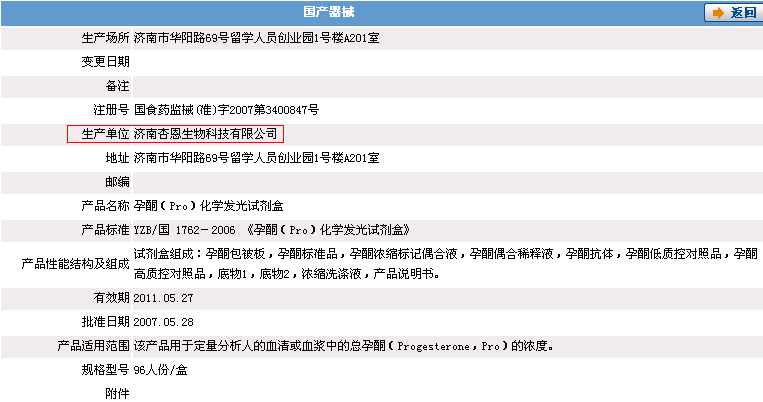 国产器械
返回
生产场所 济南市华阳路69号留学人员创业园1号楼A201室
变更日期
备注
注册号 国食药监械(准)字2007第3400847号
生产单位 济南杏恩生物科技有限公司
地址 济南市华阳路69号留学人员创业园1号楼A201室
邮编
产品名称 孕酮(Pro)化学发光试剂盒
产品标准 YZB/国 1762-2006 《孕酮(Pro)化学发光试剂盒》
产品性能结构及组成 试剂盒组成:孕酮包被板,孕酮标准品,孕酮浓缩标记偶合液,孕酮偶合稀释液,孕酮抗体,孕酮低质控对照品,孕酮
高质控对照品,底物1,底物2,浓缩洗涤液,产品说明书。
有效期 2011.05.27
批准日期 2007.05.28
产品适用范围 该产品用于定量分析人的血清或血浆中的总孕酮(Progesterone,Pro)的浓度。
规格型号 96人份/盒
附件